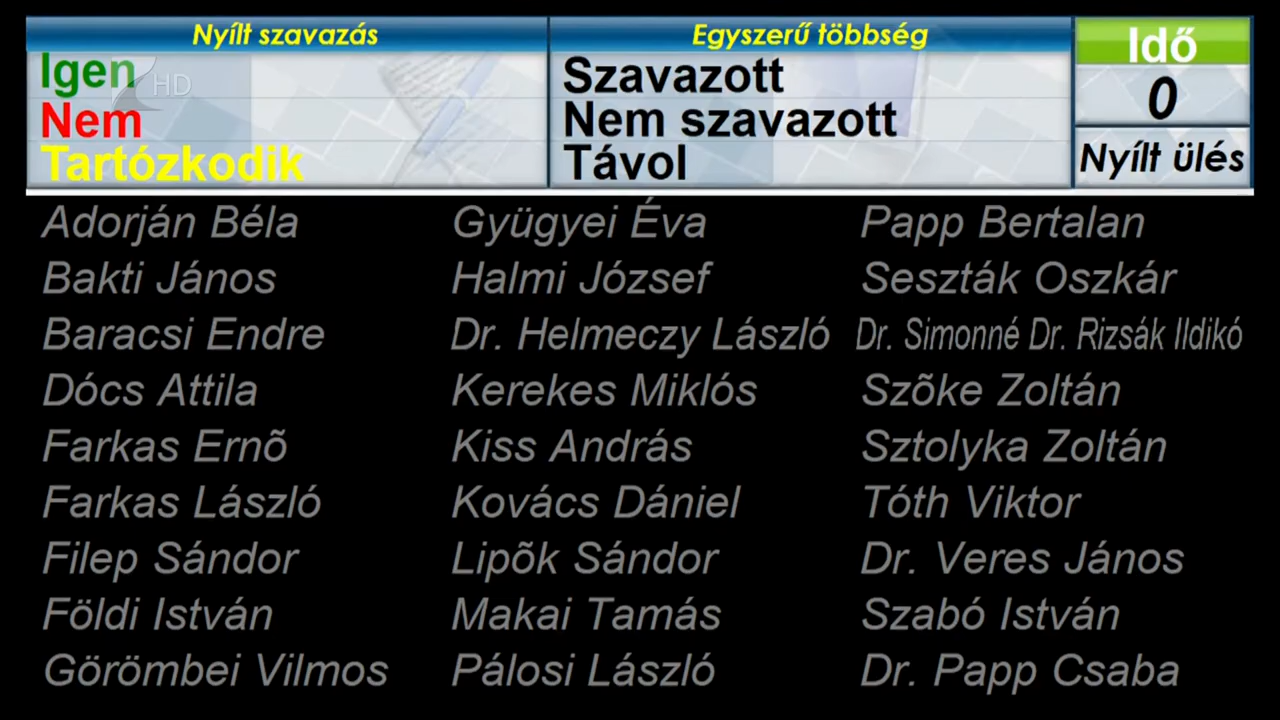 Nyílt szavazás
Igen
HD
Nem
Tartózkodik
Egyszerű többség
Szavazott
Nem szavazott
Távol
Idő
0
Nyílt ülés
Adorján Béla
Bakti János
Baracsi Endre
Dócs Attila
Farkas Ernõ
Farkas László
Filep Sándor
Földi István
Görömbei Vilmos
Gyügyei Éva
Halmi József
Dr. Helmeczy László
Kerekes Miklós
Kiss András
Kovács Dániel
Lipõk Sándor
Makai Tamás
Pálosi László
Papp Bertalan
Seszták Oszkár
Dr. Simonné Dr. Rizsák Ildikó
Szõke Zoltán
Sztolyka Zoltán
Tóth Viktor
Dr. Veres János
Szabó István
Dr. Papp Csaba